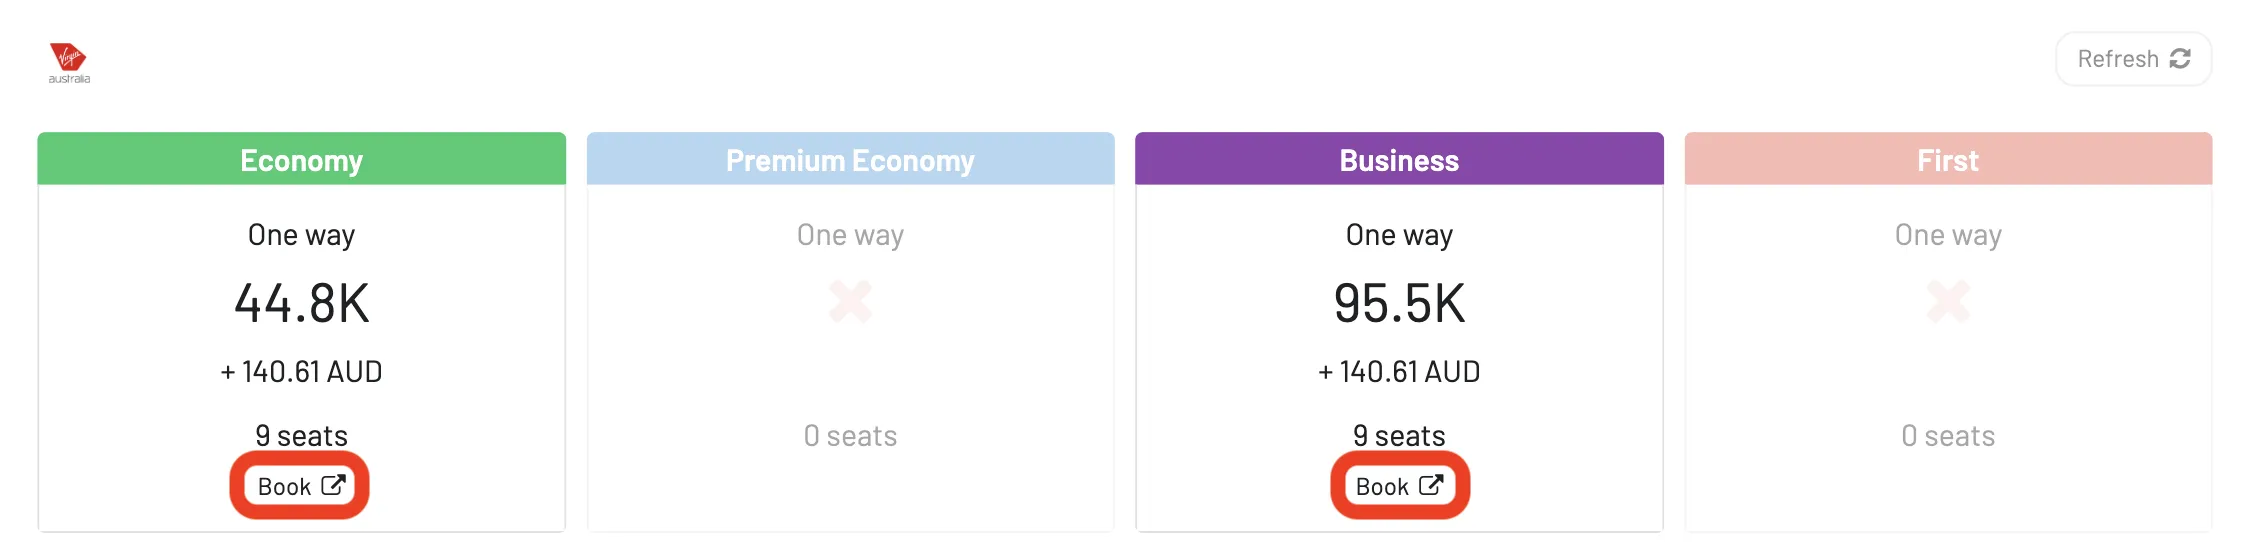 Virgin
australia
Refresh
Economy
One way
44.8K
+ 140.61 AUD
9 seats
Book
Premium Economy
One way
0 seats
Business
One way
95.5K
+ 140.61 AUD
9 seats
Book
First
One way
0 seats